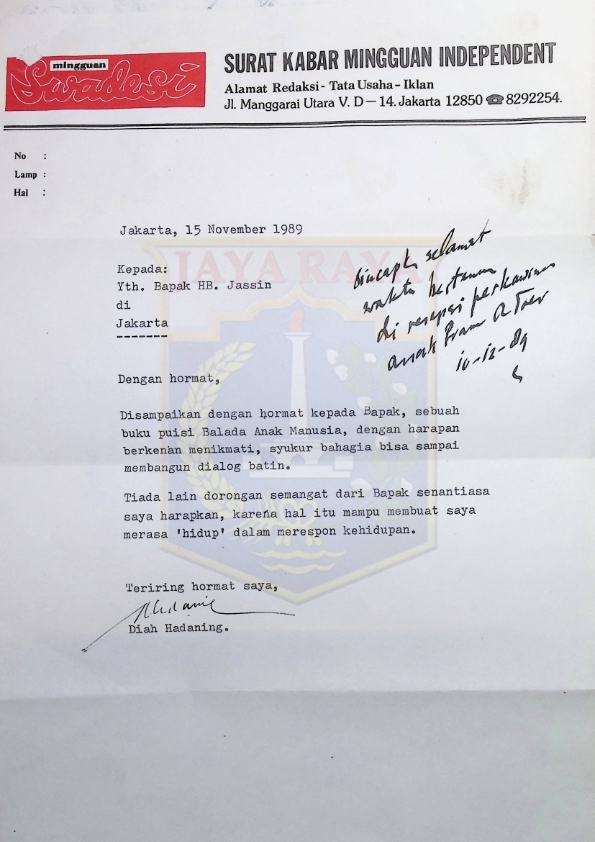 mingguan
Swadesi
SURAT KABAR MINGGUAN INDEPENDENT
Alamat Redaksi - Tata Usaha - Iklan
Jl. Manggarai Utara V. D — 14. Jakarta 12850 ☎ 8292254.
No :
Lamp :
Hal :
Jakarta, 15 November 1989
Kepada:
Yth. Bapak HB. Jassin
di
Jakarta
-------
diucapk selamat
waktu bertemu
di resepsi perkawinan
anak Pram A Toer
10-12-89
JAYA RAYA
Dengan hormat,
Disampaikan dengan hormat kepada Bapak, sebuah
buku puisi Balada Anak Manusia, dengan harapan
berkenan menikmati, syukur bahagia bisa sampai
membangun dialog batin.
Tiada lain dorongan semangat dari Bapak senantiasa
saya harapkan, karena hal itu mampu membuat saya
merasa 'hidup' dalam merespon kehidupan.
Teriring hormat saya,
Diah Hadaning.